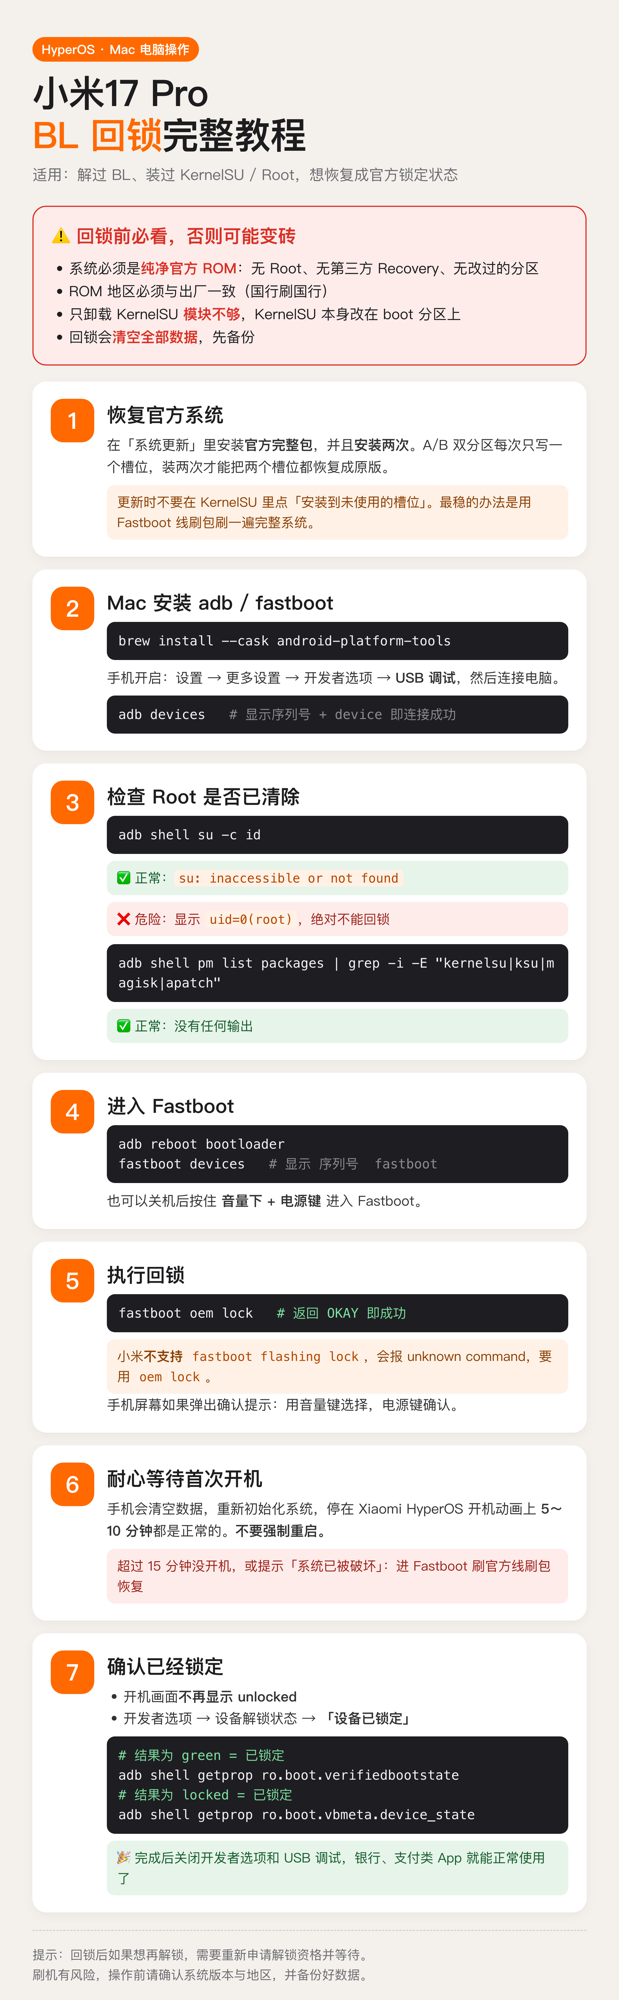 HyperOS · Mac 电脑操作
小米17 Pro
BL 回锁完整教程
适用：解过 BL、装过 KernelSU / Root，想恢复成官方锁定状态
⚠️ 回锁前必看，否则可能变砖
• 系统必须是纯净官方 ROM：无 Root、无第三方 Recovery、无改过的分区
• ROM 地区必须与出厂一致（国行刷国行）
• 只卸载 KernelSU 模块不够，KernelSU 本身改在 boot 分区上
• 回锁会清空全部数据，先备份
1 恢复官方系统
在「系统更新」里安装官方完整包，并且安装两次。A/B 双分区每次只写一
个槽位，装两次才能把两个槽位都恢复成原版。
更新时不要在 KernelSU 里点「安装到未使用的槽位」。最稳的办法是用
Fastboot 线刷包刷一遍完整系统。
2 Mac 安装 adb / fastboot
brew install --cask android-platform-tools
手机开启：设置 → 更多设置 → 开发者选项 → USB 调试，然后连接电脑。
adb devices # 显示序列号 + device 即连接成功
3 检查 Root 是否已清除
adb shell su -c id
✅ 正常： su: inaccessible or not found
❌ 危险：显示 uid=0(root) ，绝对不能回锁
adb shell pm list packages | grep -i -E "kernelsu|ksu|m
agisk|apatch"
✅ 正常：没有任何输出
4 进入 Fastboot
adb reboot bootloader
fastboot devices # 显示 序列号 fastboot
也可以关机后按住 音量下 + 电源键 进入 Fastboot。
5 执行回锁
fastboot oem lock # 返回 OKAY 即成功
小米不支持 fastboot flashing lock ，会报 unknown command，要
用 oem lock 。
手机屏幕如果弹出确认提示：用音量键选择，电源键确认。
6 耐心等待首次开机
手机会清空数据，重新初始化系统，停在 Xiaomi HyperOS 开机动画上 5～
10 分钟都是正常的。不要强制重启。
超过 15 分钟没开机，或提示「系统已被破坏」：进 Fastboot 刷官方线刷包
恢复
7 确认已经锁定
• 开机画面不再显示 unlocked
• 开发者选项 → 设备解锁状态 → 「设备已锁定」
# 结果为 green = 已锁定
adb shell getprop ro.boot.verifiedbootstate
# 结果为 locked = 已锁定
adb shell getprop ro.boot.vbmeta.device_state
🎉 完成后关闭开发者选项和 USB 调试，银行、支付类 App 就能正常使用
了
提示：回锁后如果想再解锁，需要重新申请解锁资格并等待。
刷机有风险，操作前请确认系统版本与地区，并备份好数据。